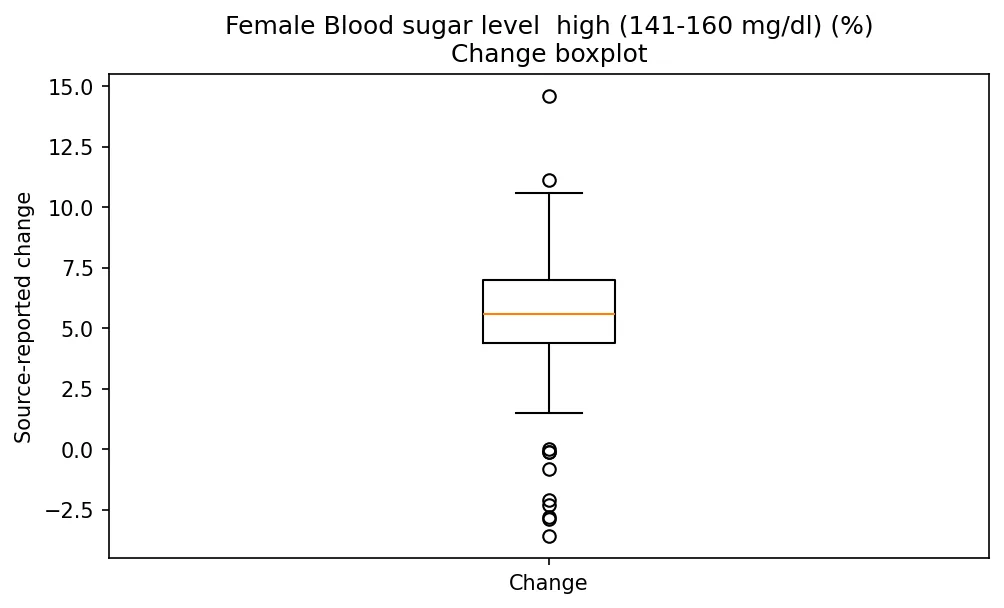 Female Blood sugar level  high (141-160 mg/dl) (%)
Change boxplot
15.0
12.5
10.0
7.5
5.0
2.5
0.0
−2.5
Source-reported change
Change